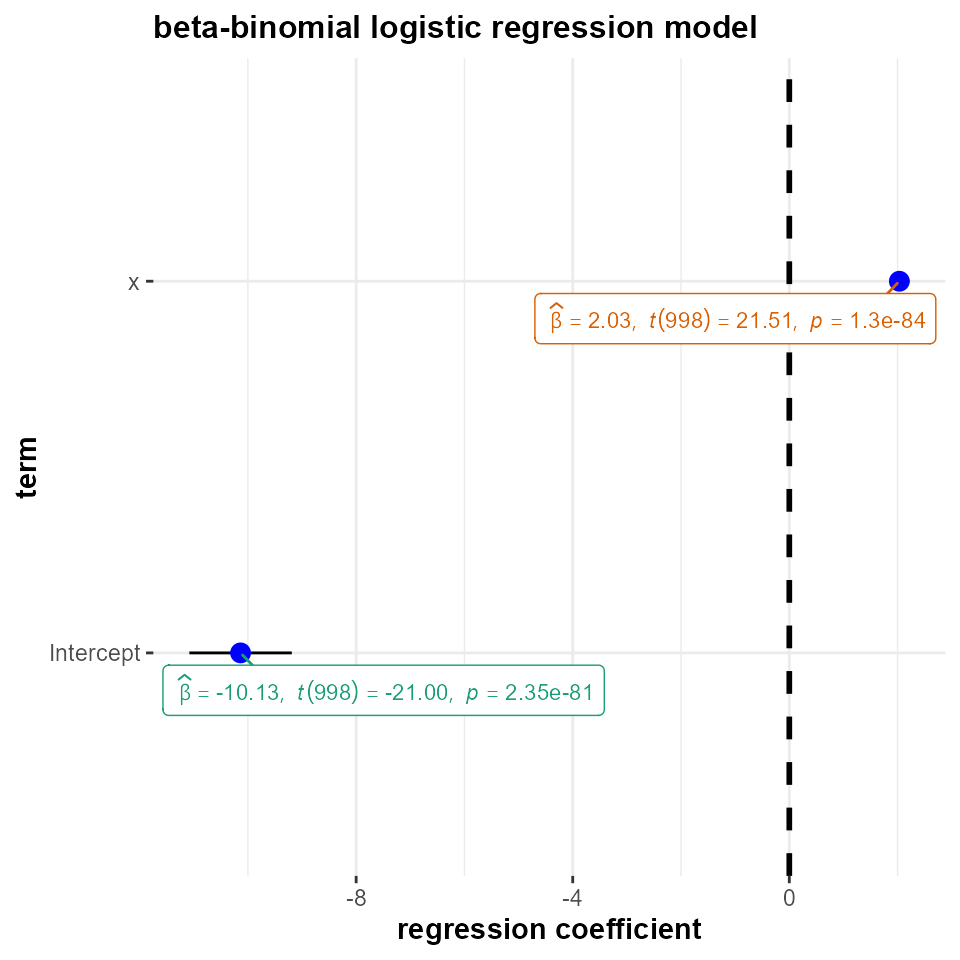 beta-binomial logistic regression model
x
β̂ = 2.03, t(998) = 21.51, p = 1.3e-84
term
Intercept
β̂ = -10.13, t(998) = -21.00, p = 2.35e-81
-8 -4 0
regression coefficient